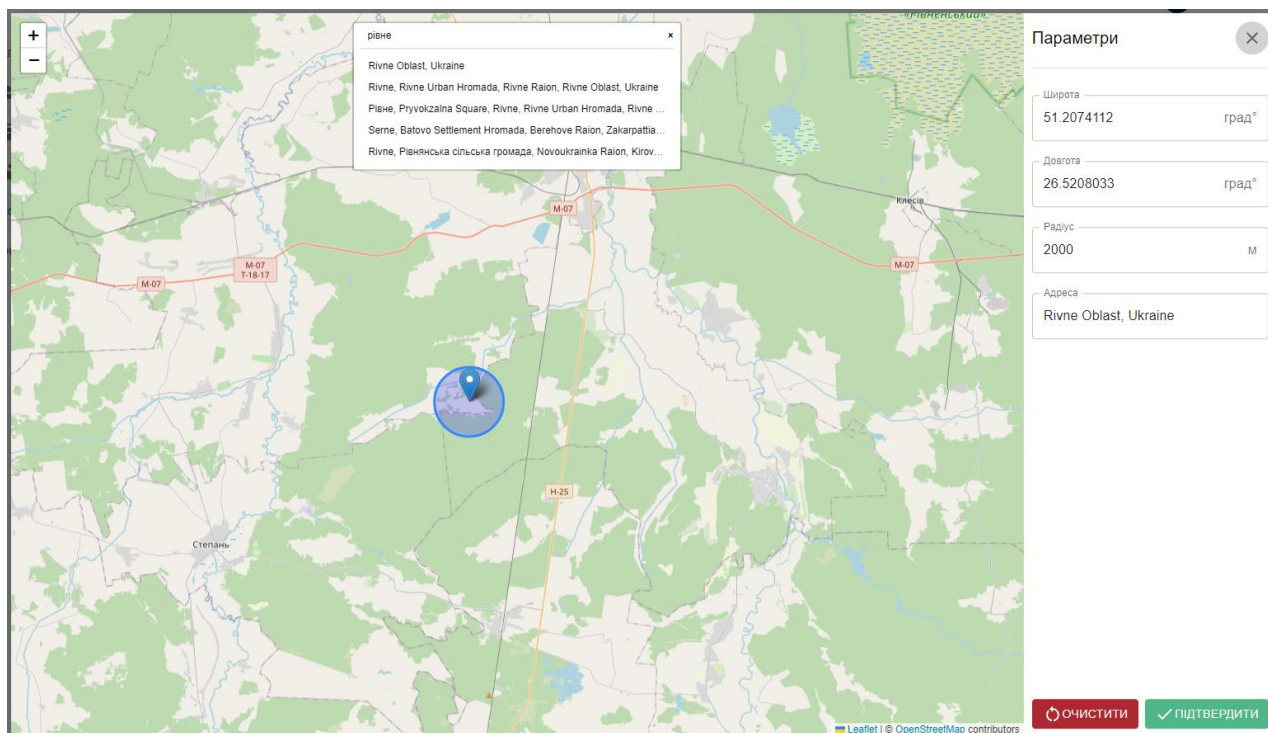 +
−
рівне
×
Rivne Oblast, Ukraine
Rivne, Rivne Urban Hromada, Rivne Raion, Rivne Oblast, Ukraine
Рівне, Pryvokzalna Square, Rivne, Rivne Urban Hromada, Rivne ...
Serne, Batovo Settlement Hromada, Berehove Raion, Zakarpattia...
Rivne, Рівнянська сільська громада, Novoukrainka Raion, Kirov...
«Рівненський»
М-07
Клесів
М-07
Т-18-17
М-07
М-07
Н-25
Степань
Leaflet | © OpenStreetMap contributors
Параметри
Широта
51.2074112 град°
Довгота
26.5208033 град°
Радіус
2000 м
Адреса
Rivne Oblast, Ukraine
ОЧИСТИТИ
ПІДТВЕРДИТИ